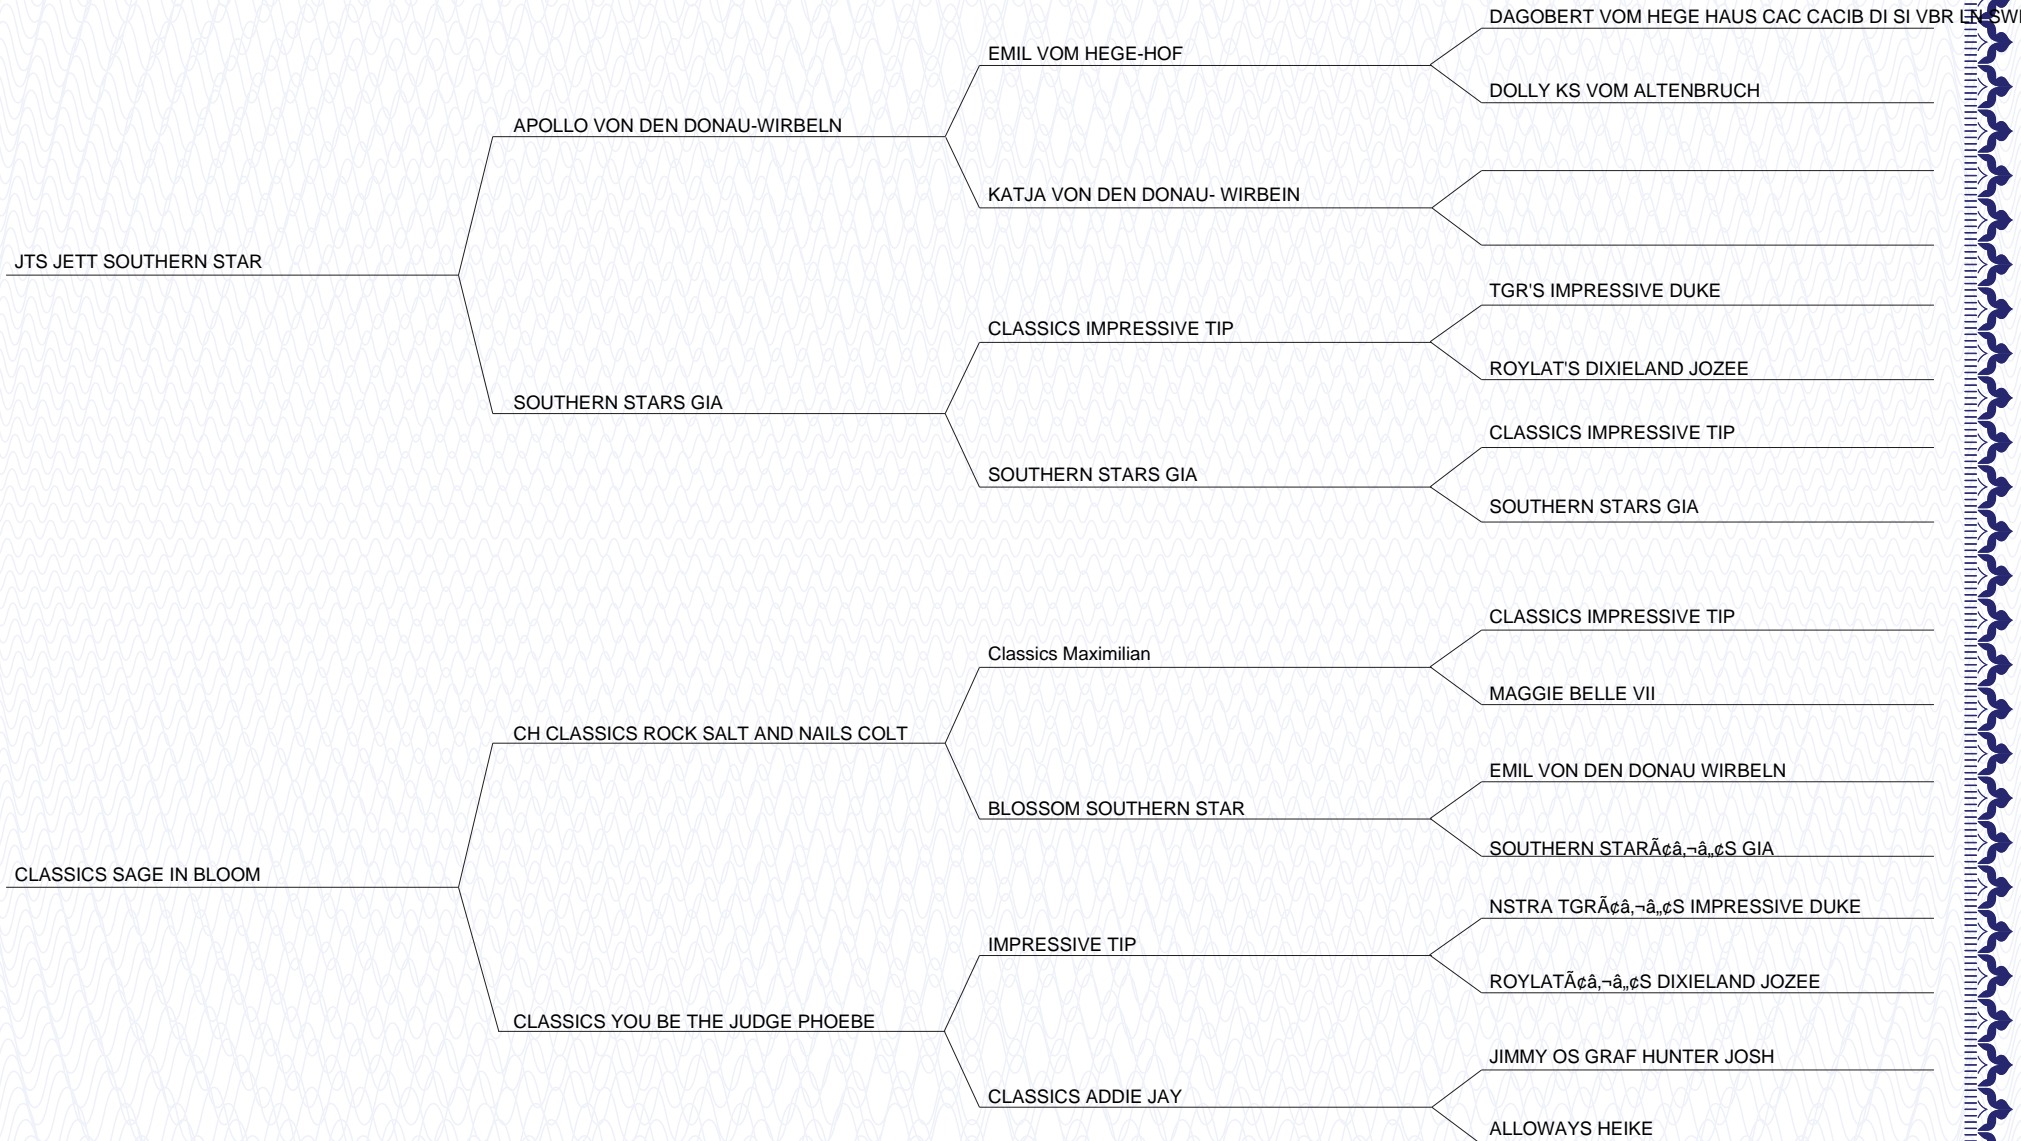 DAGOBERT VOM HEGE HAUS CAC CACIB DI SI VBR LN
EMIL VOM HEGE-HOF
DOLLY KS VOM ALTENBRUCH
APOLLO VON DEN DONAU-WIRBELN
KATJA VON DEN DONAU- WIRBEIN
JTS JETT SOUTHERN STAR
TGR'S IMPRESSIVE DUKE
CLASSICS IMPRESSIVE TIP
ROYLAT'S DIXIELAND JOZEE
SOUTHERN STARS GIA
CLASSICS IMPRESSIVE TIP
SOUTHERN STARS GIA
SOUTHERN STARS GIA
CLASSICS IMPRESSIVE TIP
Classics Maximilian
MAGGIE BELLE VII
CH CLASSICS ROCK SALT AND NAILS COLT
EMIL VON DEN DONAU WIRBELN
BLOSSOM SOUTHERN STAR
SOUTHERN STARÃ¢â‚¬â„¢S GIA
CLASSICS SAGE IN BLOOM
NSTRA TGRÃ¢â‚¬â„¢S IMPRESSIVE DUKE
IMPRESSIVE TIP
ROYLATÃ¢â‚¬â„¢S DIXIELAND JOZEE
CLASSICS YOU BE THE JUDGE PHOEBE
JIMMY OS GRAF HUNTER JOSH
CLASSICS ADDIE JAY
ALLOWAYS HEIKE